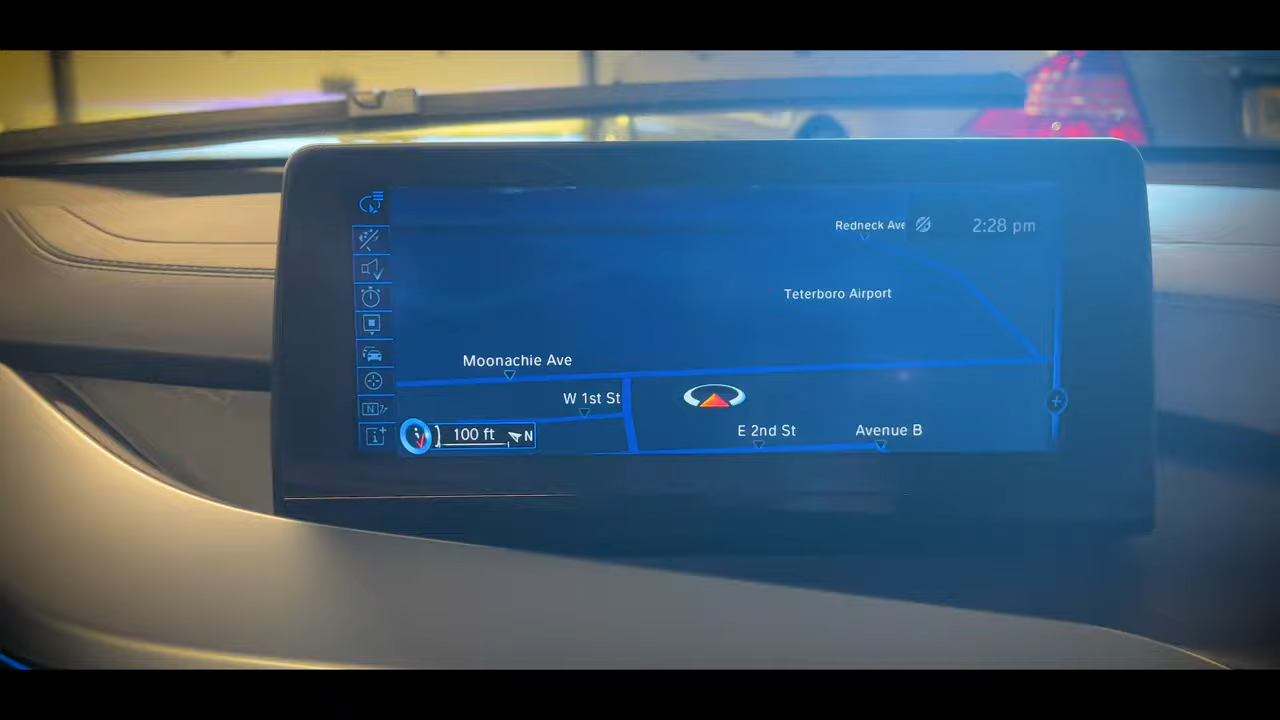 Redneck Ave
2:28 pm
Teterboro Airport
Moonachie Ave
W 1st St
E 2nd St
Avenue B
100 ft
N
N
i